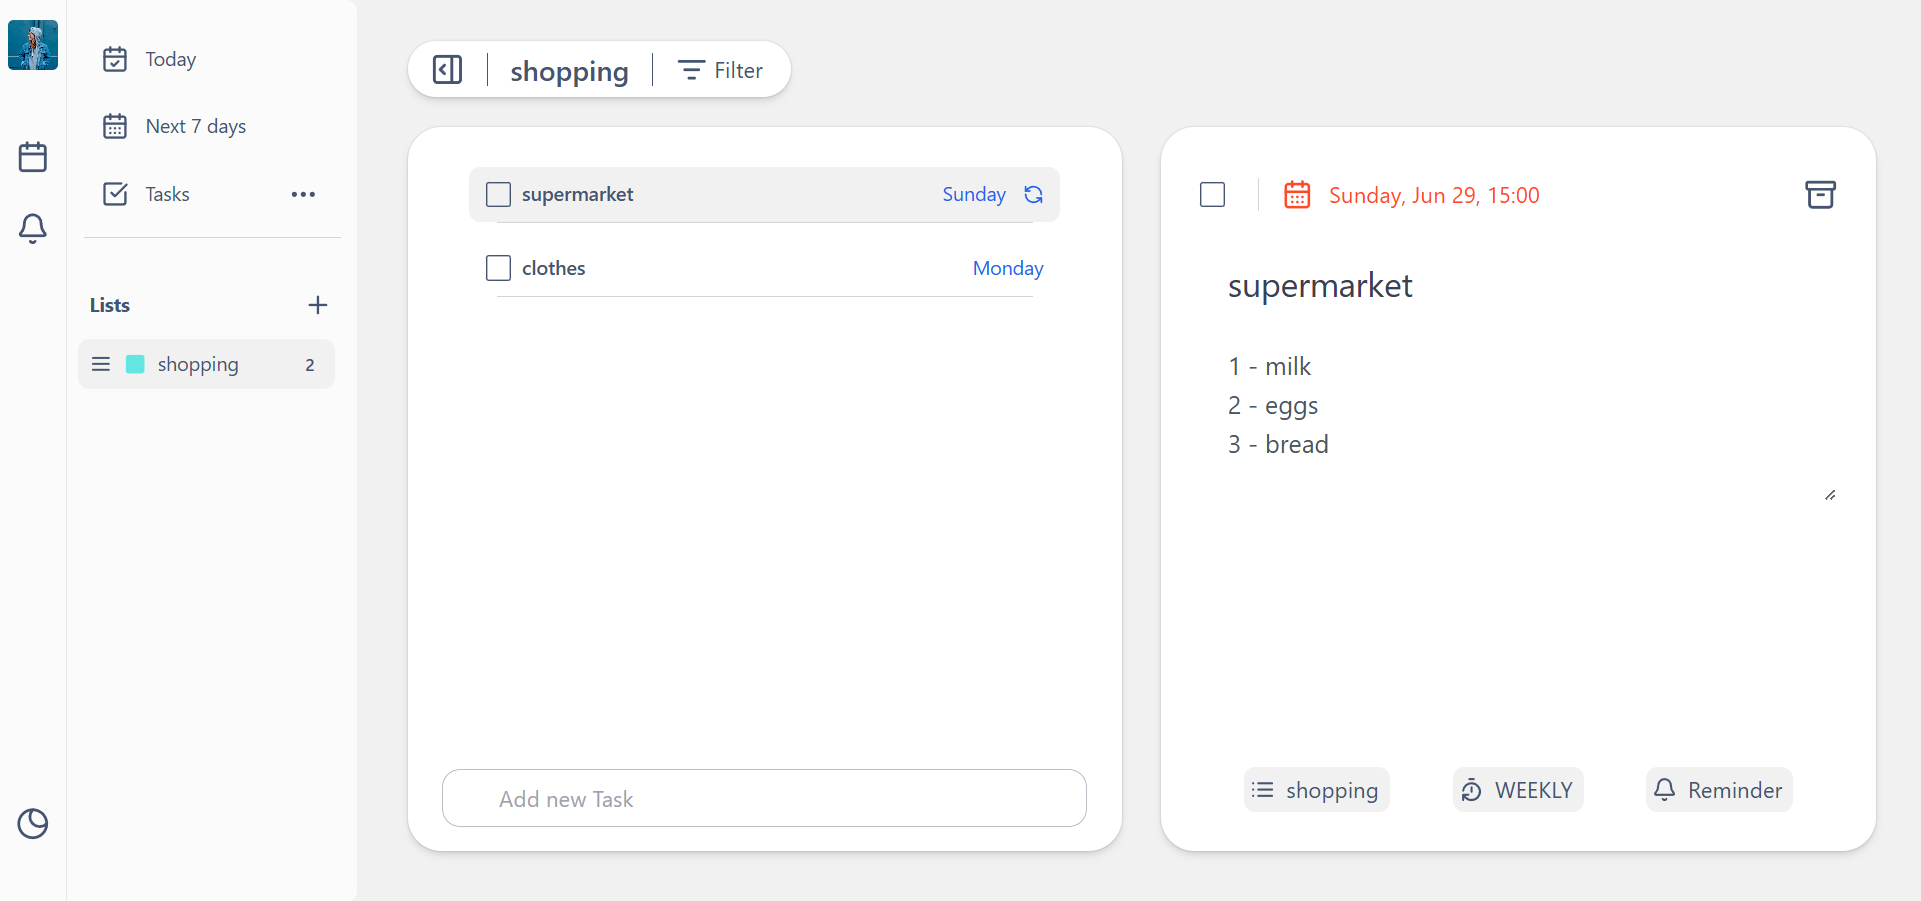 Today
Next 7 days
Tasks
Lists
shopping 2
shopping Filter
supermarket Sunday
clothes Monday
Add new Task
Sunday, Jun 29, 15:00
supermarket
1 - milk
2 - eggs
3 - bread
shopping WEEKLY Reminder